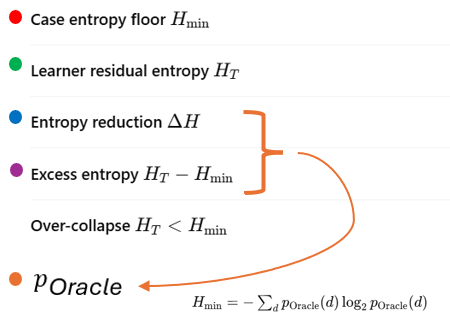 Case entropy floor $H_{\min}$
Learner residual entropy $H_T$
Entropy reduction $\Delta H$
Excess entropy $H_T - H_{\min}$
Over-collapse $H_T < H_{\min}$
$p_{Oracle}$
$H_{\min} = -\sum_d p_{\text{Oracle}}(d) \log_2 p_{\text{Oracle}}(d)$